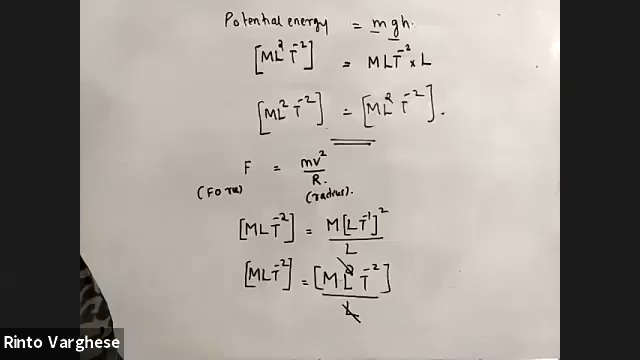 Potential energy = mgh.
[ML²T⁻²] = MLT⁻² × L
[ML²T⁻²] = [ML²T⁻²].
F = mv²/R.
(Force) (radius).
[MLT⁻²] = M[LT⁻¹]²/L
[MLT⁻²] = [ML²T⁻²]/L
Rinto Varghese